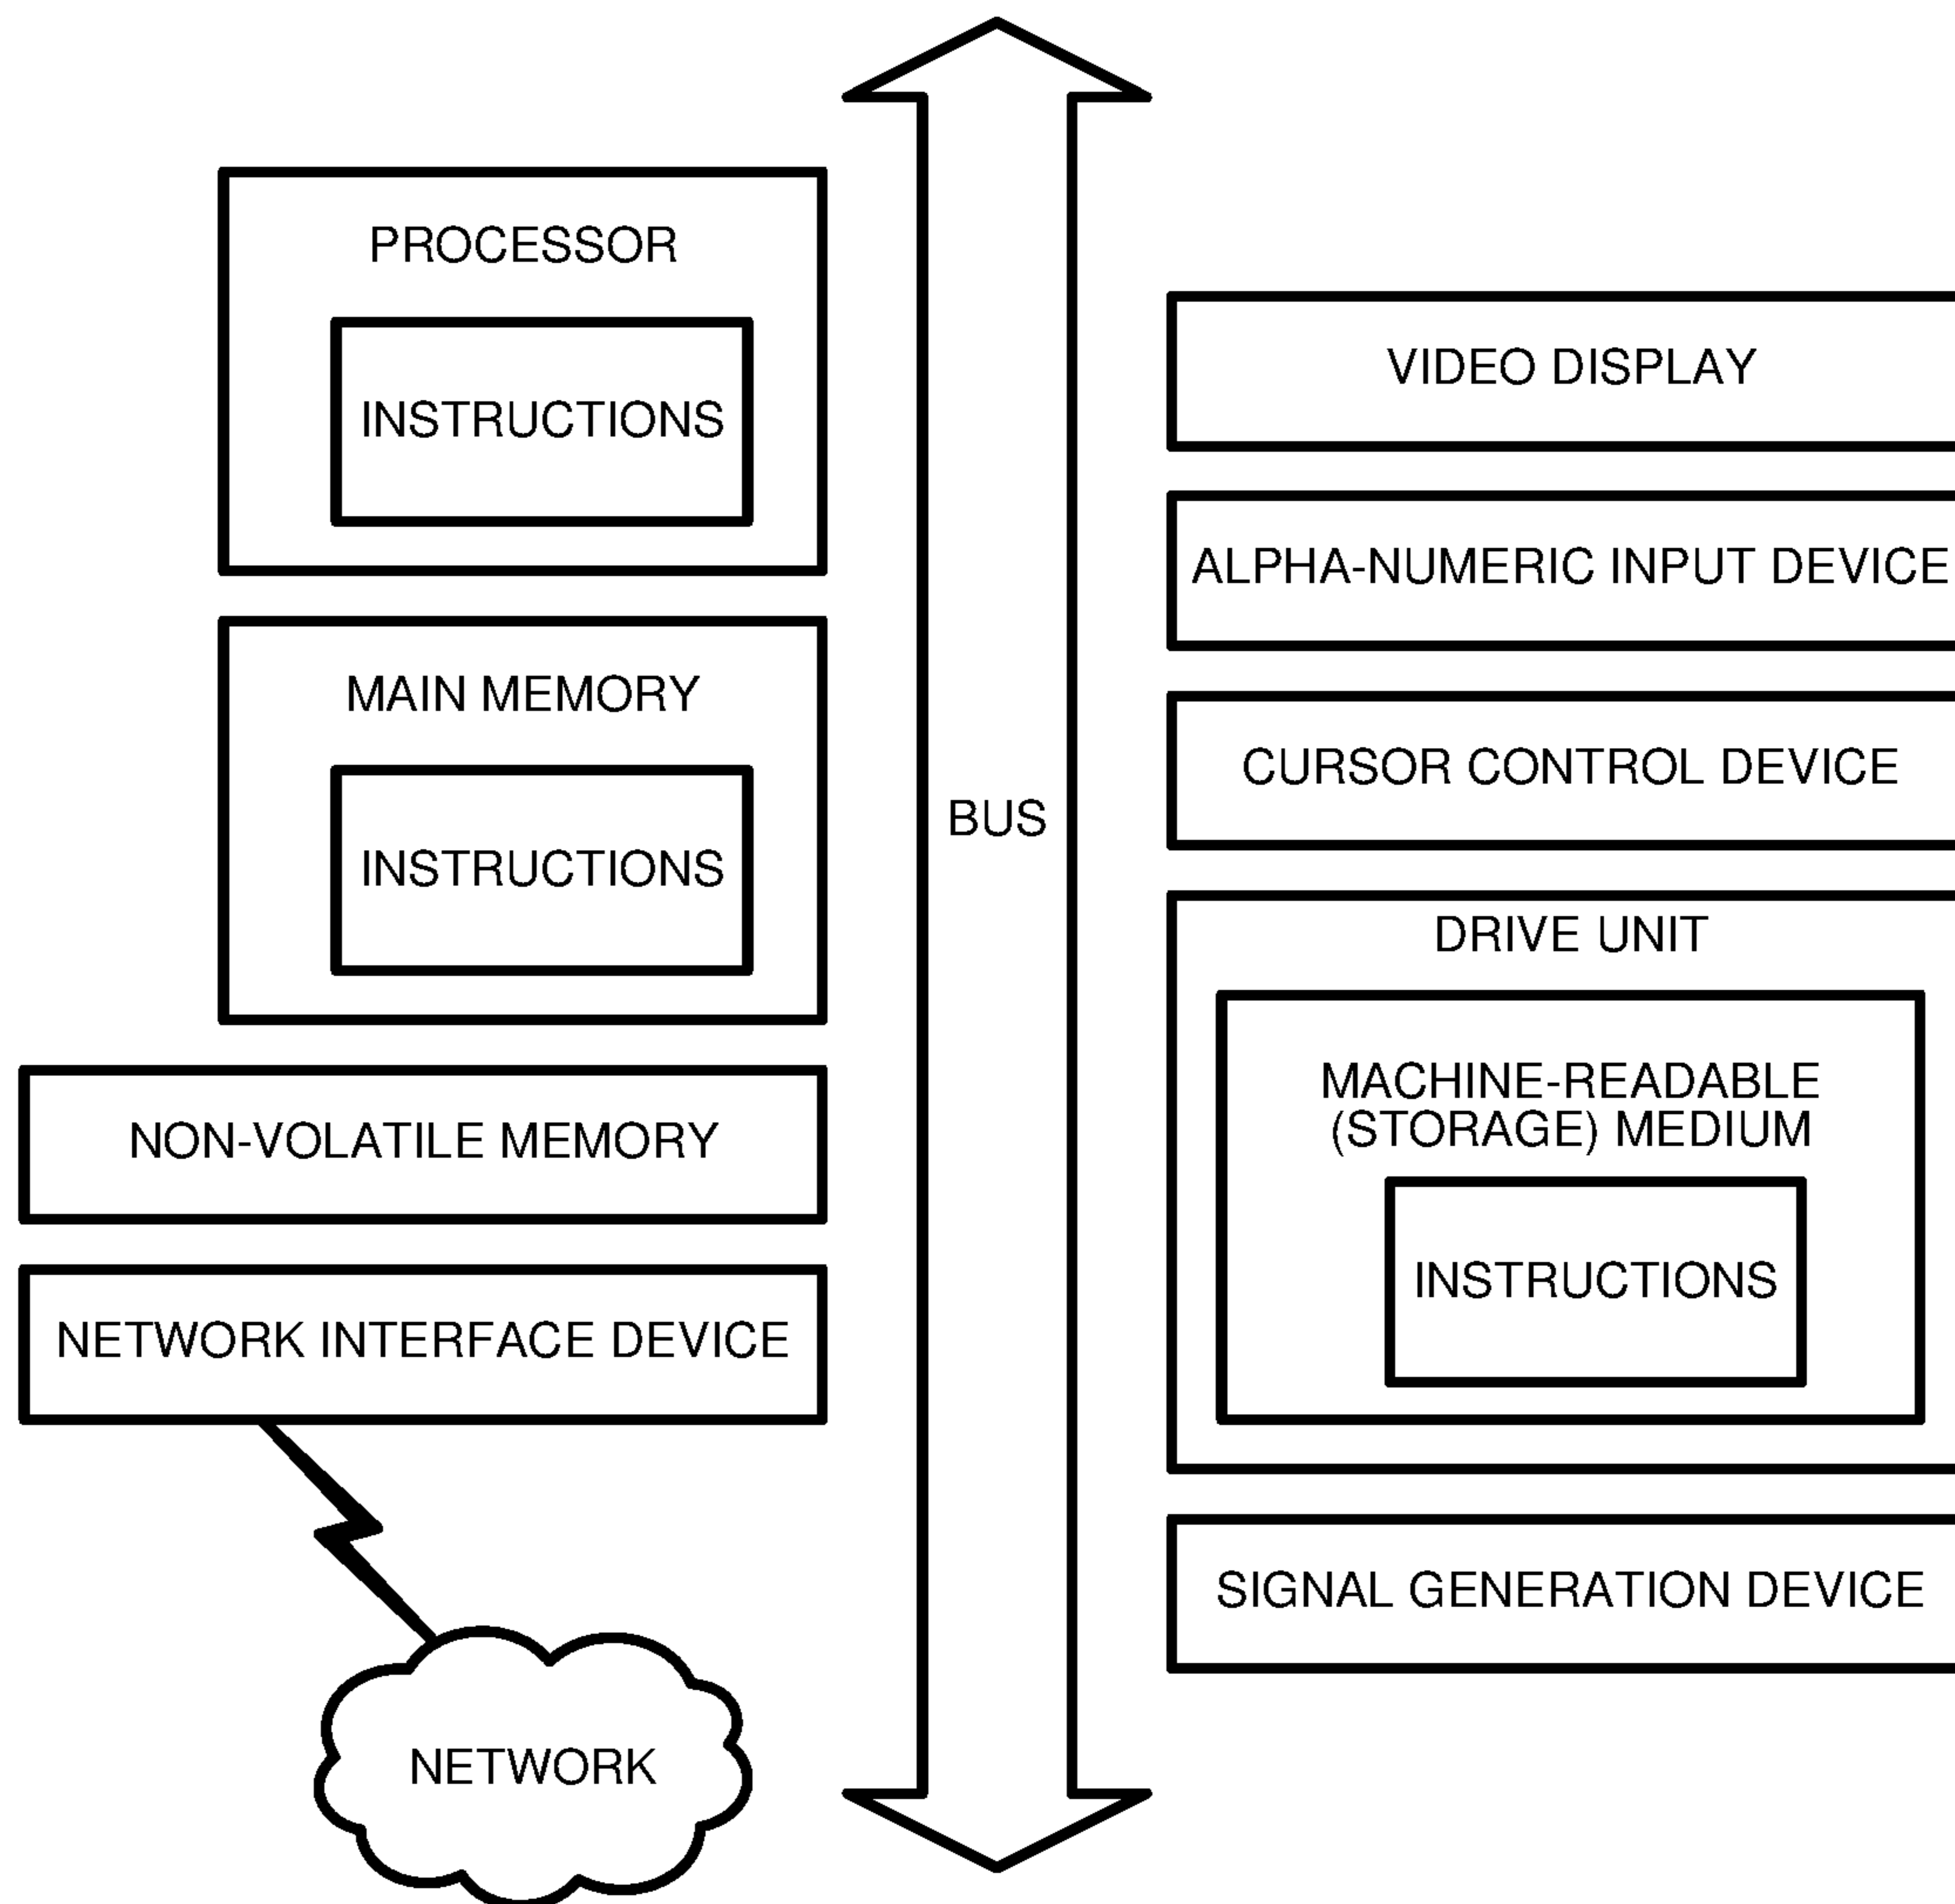 PROCESSOR
INSTRUCTIONS
MAIN MEMORY
INSTRUCTIONS
NON-VOLATILE MEMORY
NETWORK INTERFACE DEVICE
NETWORK
BUS
VIDEO DISPLAY
ALPHA-NUMERIC INPUT DEVICE
CURSOR CONTROL DEVICE
DRIVE UNIT
MACHINE-READABLE
(STORAGE) MEDIUM
INSTRUCTIONS
SIGNAL GENERATION DEVICE